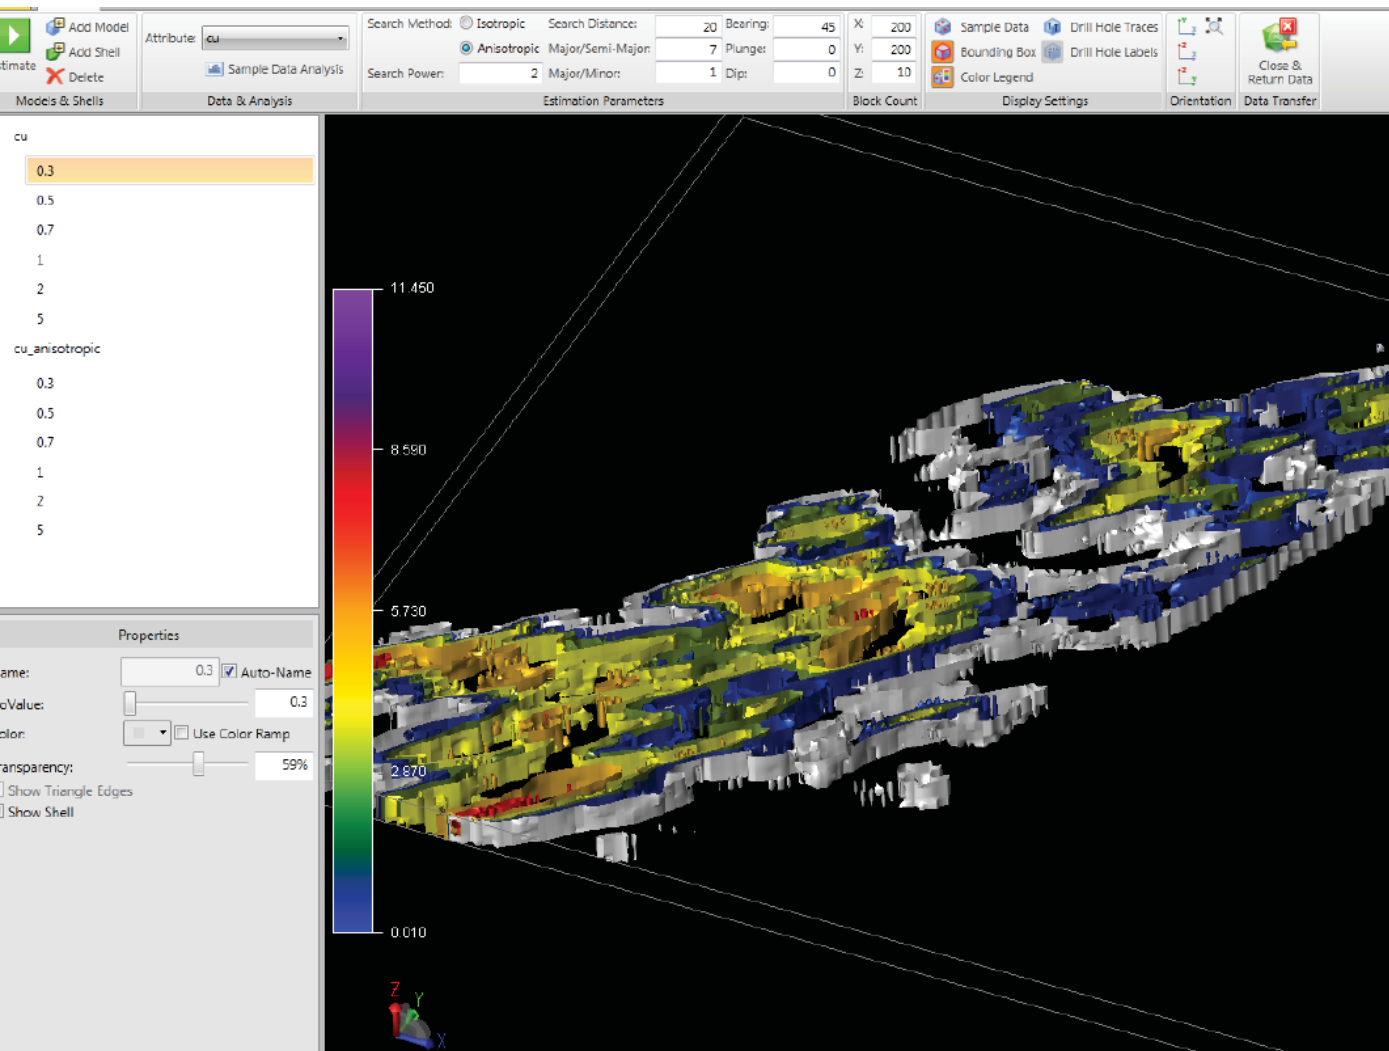 Add Model
Add Shell
Delete
timate
Models & Shells
Attribute: cu
Sample Data Analysis
Data & Analysis
Search Method: Isotropic Search Distance: 20 Bearing: 45
Anisotropic Major/Semi-Major: 7 Plunge: 0
Search Power: 2 Major/Minor: 1 Dip: 0
Estimation Parameters
X: 200
Y: 200
Z: 10
Block Count
Sample Data Drill Hole Traces
Bounding Box Drill Hole Labels
Color Legend
Display Settings
Orientation
Close &
Return Data
Data Transfer
cu
0.3
0.5
0.7
1
2
5
cu_anisotropic
0.3
0.5
0.7
1
2
5
Properties
ame: 0.3 Auto-Name
oValue: 0.3
olor: Use Color Ramp
ansparency: 59%
Show Triangle Edges
Show Shell
11.450
8.590
5.730
2.870
0.010
Z
Y
X